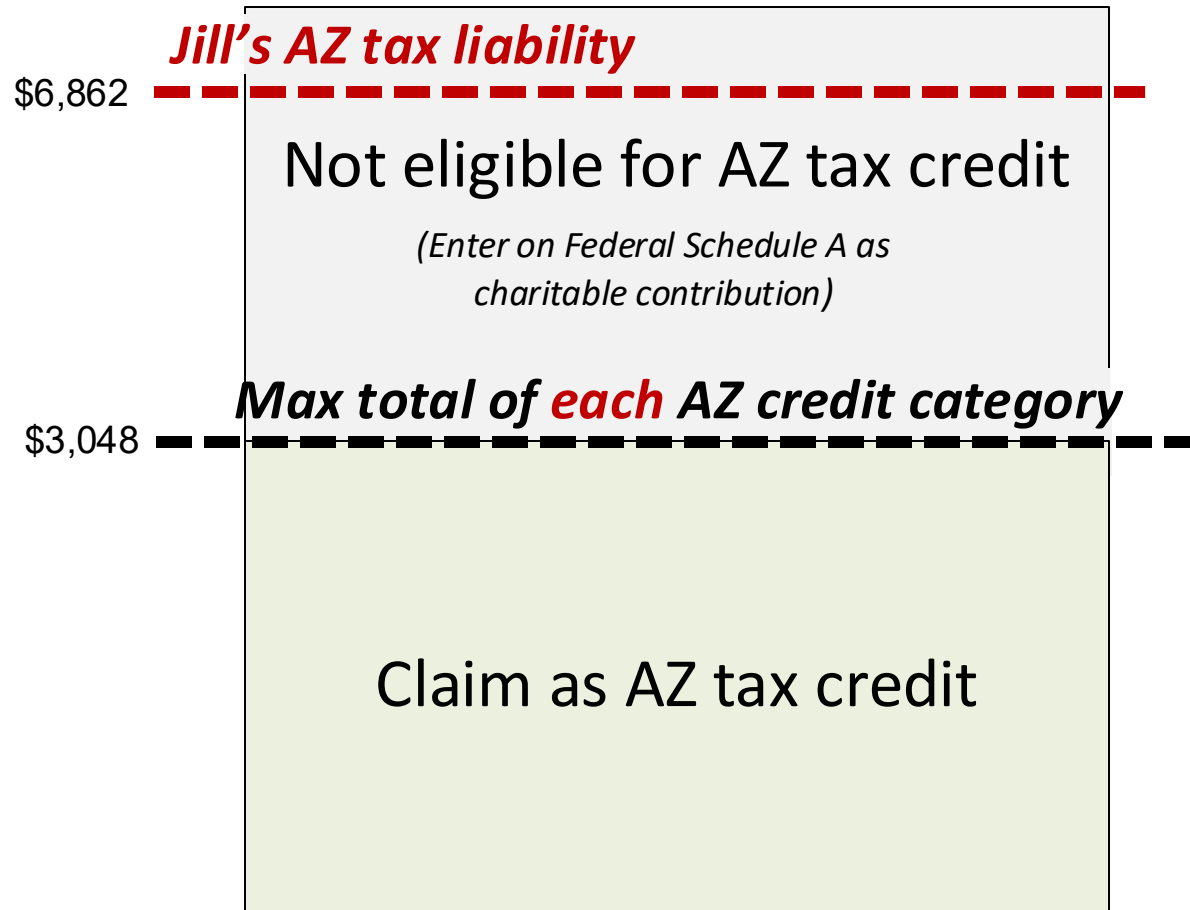 Jill’s AZ tax liability
$6,862
Not eligible for AZ tax credit
(Enter on Federal Schedule A as
charitable contribution)
Max total of each AZ credit category
$3,048
Claim as AZ tax credit